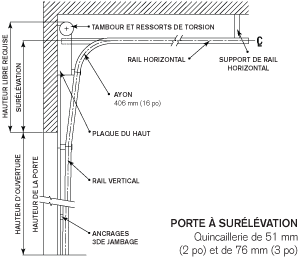 TAMBOUR ET RESSORTS DE TORSION
RAIL HORIZONTAL
SUPPORT DE RAIL
HORIZONTAL
AYON
406 mm (16 po)
PLAQUE DU HAUT
RAIL VERTICAL
ANCRAGES
3DE JAMBAGE
HAUTEUR LIBRE REQUISE
SURÉLÉVATION
HAUTEUR D'OUVERTURE
HAUTEUR DE LA PORTE
PORTE À SURÉLÉVATION
Quincaillerie de 51 mm
(2 po) et de 76 mm (3 po)